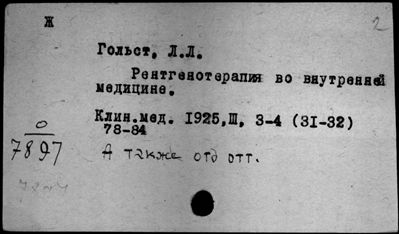 Ж
2
Гольст, Л.Л.
Рентгенотерапия во внутренней
медицине.
Клин.мед. 1925,III, 3-4 (31-32)
78-84
О
7897
А также отд отт.